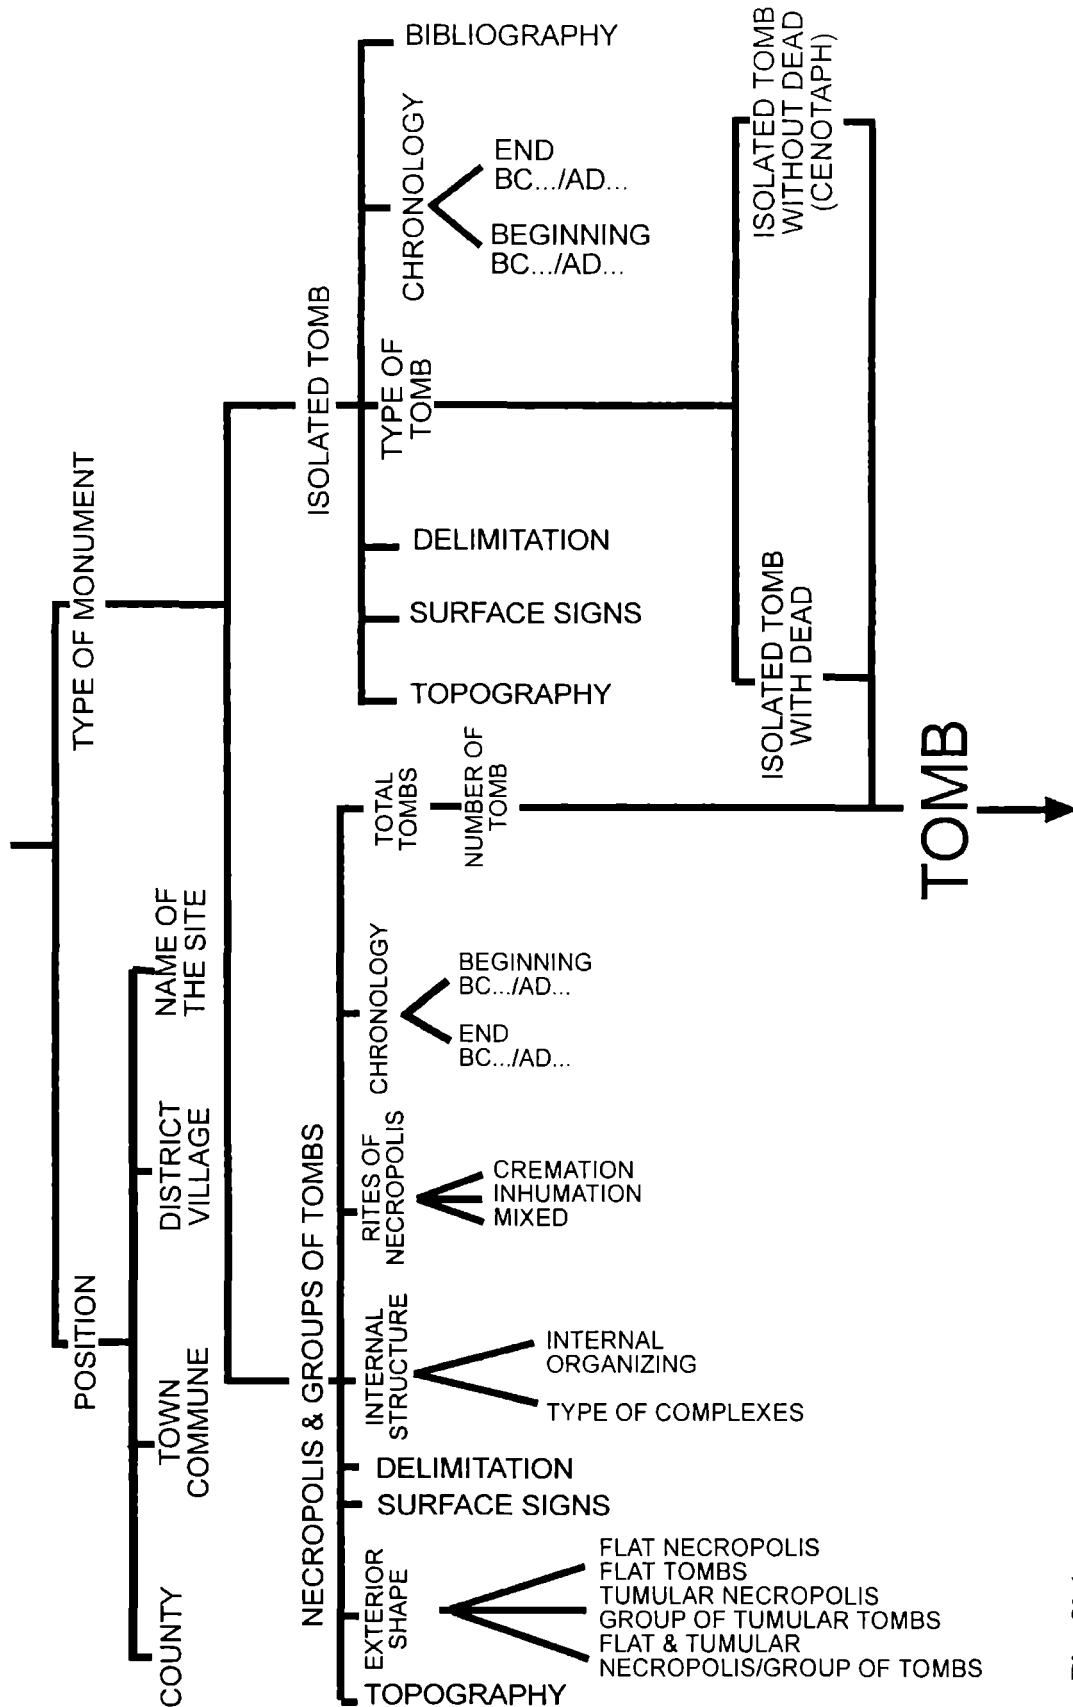 POSITION
TYPE OF MONUMENT
COUNTY
TOWN
COMMUNE
DISTRICT
VILLAGE
NAME OF
THE SITE
NECROPOLIS & GROUPS OF TOMBS
TOPOGRAPHY
EXTERIOR
SHAPE
FLAT NECROPOLIS
FLAT TOMBS
TUMULAR NECROPOLIS
GROUP OF TUMULAR TOMBS
FLAT & TUMULAR
NECROPOLIS/GROUP OF TOMBS
SURFACE SIGNS
DELIMITATION
INTERNAL
STRUCTURE
INTERNAL
ORGANIZING
TYPE OF COMPLEXES
RITES OF
NECROPOLIS
CREMATION
INHUMATION
MIXED
CHRONOLOGY
BEGINNING
BC.../AD...
END
BC.../AD...
TOTAL
TOMBS
NUMBER OF
TOMB
ISOLATED TOMB
TOPOGRAPHY
SURFACE SIGNS
DELIMITATION
TYPE OF
TOMB
CHRONOLOGY
END
BC.../AD...
BEGINNING
BC.../AD...
BIBLIOGRAPHY
ISOLATED TOMB
WITH DEAD
ISOLATED TOMB
WITHOUT DEAD
(CENOTAPH)
TOMB